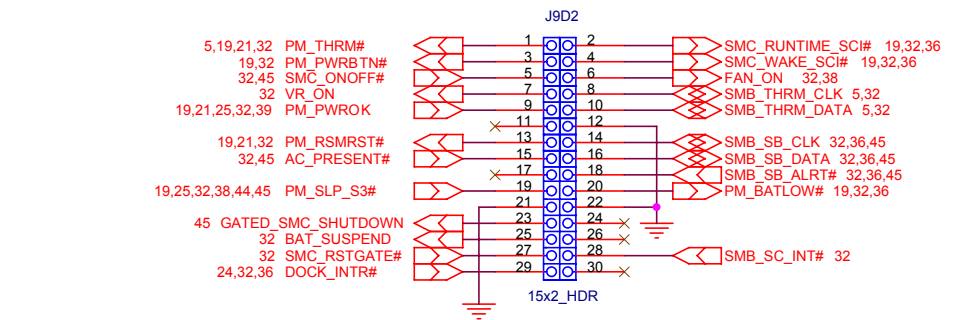 J9D2
5,19,21,32 PM_THRM# 1 2 SMC_RUNTIME_SCI# 19,32,36
19,32 PM_PWRBTN# 3 4 SMC_WAKE_SCI# 19,32,36
32,45 SMC_ONOFF# 5 6 FAN_ON 32,38
32 VR_ON 7 8 SMB_THRM_CLK 5,32
19,21,25,32,39 PM_PWROK 9 10 SMB_THRM_DATA 5,32
11 12
19,21,32 PM_RSMRST# 13 14 SMB_SB_CLK 32,36,45
32,45 AC_PRESENT# 15 16 SMB_SB_DATA 32,36,45
17 18 SMB_SB_ALRT# 32,36,45
19,25,32,38,44,45 PM_SLP_S3# 19 20 PM_BATLOW# 19,32,36
21 22
45 GATED_SMC_SHUTDOWN 23 24
32 BAT_SUSPEND 25 26
32 SMC_RSTGATE# 27 28 SMB_SC_INT# 32
24,32,36 DOCK_INTR# 29 30
15x2_HDR